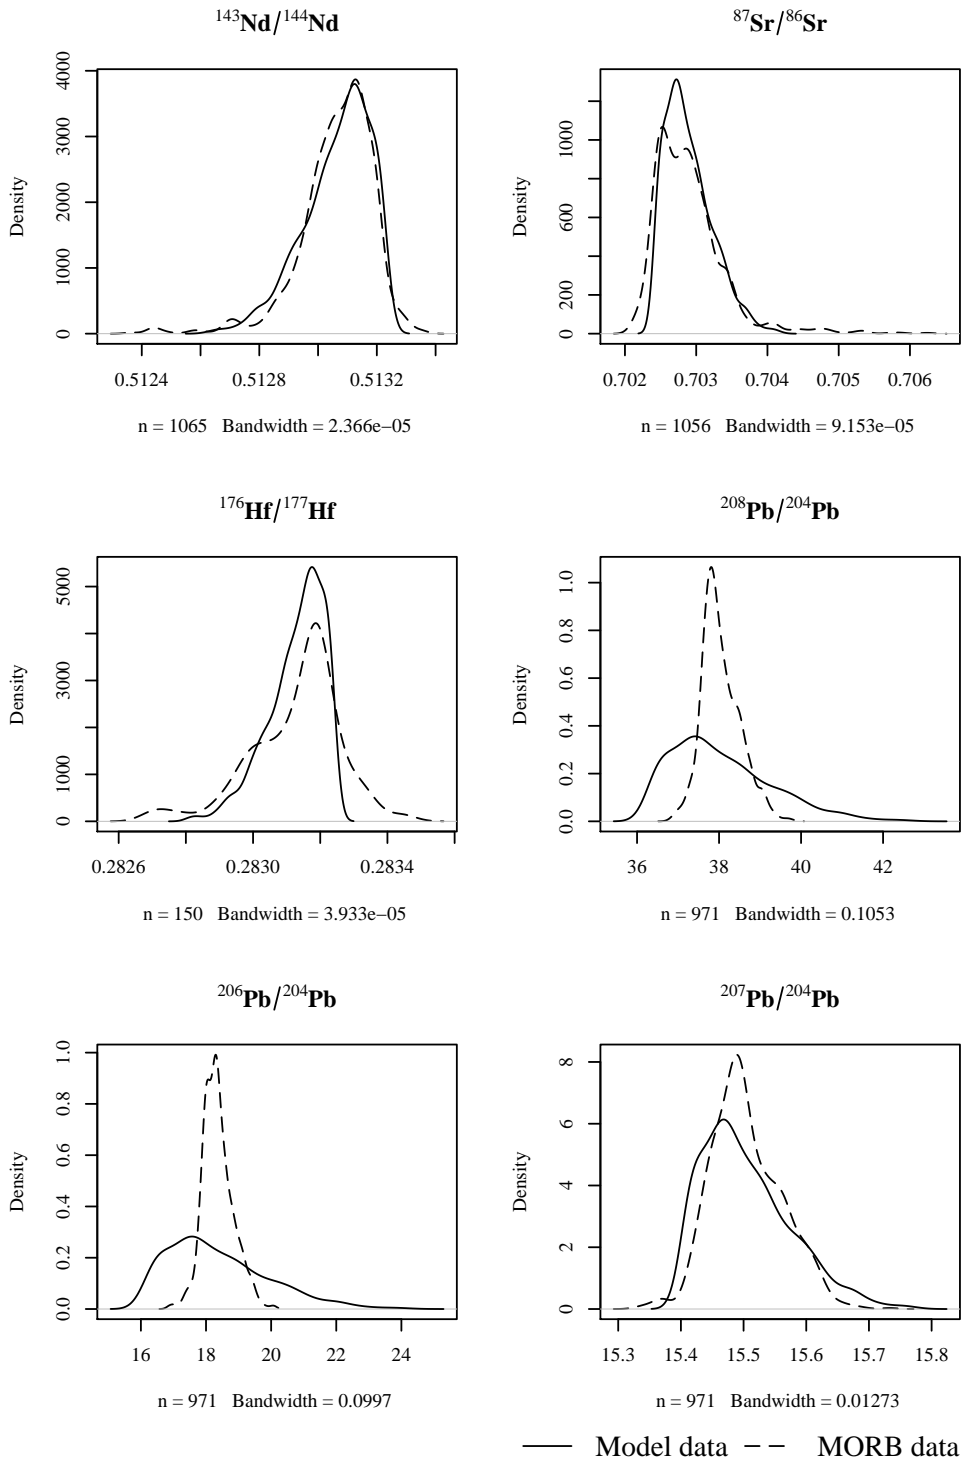 143Nd/144Nd
Density
0 1000 2000 3000 4000
0.5124 0.5128 0.5132
n = 1065 Bandwidth = 2.366e−05
87Sr/86Sr
Density
0 200 600 1000
0.702 0.703 0.704 0.705 0.706
n = 1056 Bandwidth = 9.153e−05
176Hf/177Hf
Density
0 1000 3000 5000
0.2826 0.2830 0.2834
n = 150 Bandwidth = 3.933e−05
208Pb/204Pb
Density
0.0 0.2 0.4 0.6 0.8 1.0
36 38 40 42
n = 971 Bandwidth = 0.1053
206Pb/204Pb
Density
0.0 0.2 0.4 0.6 0.8 1.0
16 18 20 22 24
n = 971 Bandwidth = 0.0997
207Pb/204Pb
Density
0 2 4 6 8
15.3 15.4 15.5 15.6 15.7 15.8
n = 971 Bandwidth = 0.01273
Model data MORB data